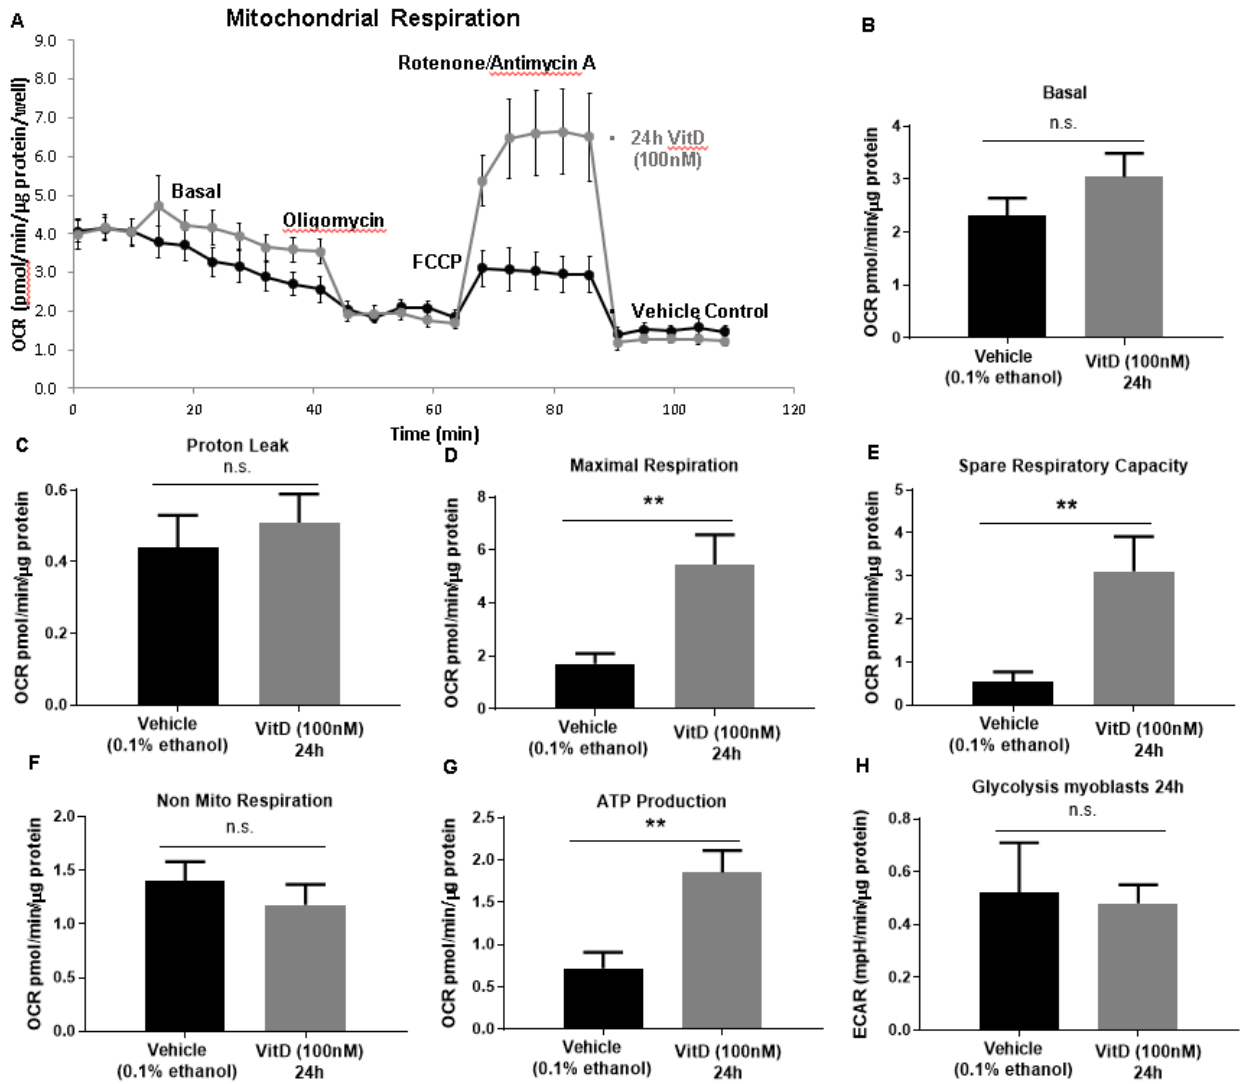 A
Mitochondrial Respiration
9.0
8.0
7.0
6.0
5.0
4.0
3.0
2.0
1.0
0.0
OCR (pmol/min/µg protein/well)
Rotenone/Antimycin A
24h VitD
(100nM)
Basal
Oligomycin
FCCP
Vehicle Control
0
20
40
60
80
100
120
Time (min)
B
Basal
n.s.
4
3
2
1
0
OCR pmol/min/µg protein
Vehicle
(0.1% ethanol)
VitD (100nM)
24h
C
Proton Leak
n.s.
0.6
0.4
0.2
0.0
OCR pmol/min/µg protein
Vehicle
(0.1% ethanol)
VitD (100nM)
24h
D
Maximal Respiration
**
8
6
4
2
0
OCR pmol/min/µg protein
Vehicle
(0.1% ethanol)
VitD (100nM)
24h
E
Spare Respiratory Capacity
**
5
4
3
2
1
0
OCR pmol/min/µg protein
Vehicle
(0.1% ethanol)
VitD (100nM)
24h
F
Non Mito Respiration
n.s.
2.0
1.5
1.0
0.5
0.0
OCR pmol/min/µg protein
Vehicle
(0.1% ethanol)
VitD (100nM)
24h
G
ATP Production
**
2.5
2.0
1.5
1.0
0.5
0.0
OCR pmol/min/µg protein
Vehicle
(0.1% ethanol)
VitD (100nM)
24h
H
Glycolysis myoblasts 24h
n.s.
0.8
0.6
0.4
0.2
0.0
ECAR (mpH/min/µg protein)
Vehicle
(0.1% ethanol)
VitD (100nM)
24h